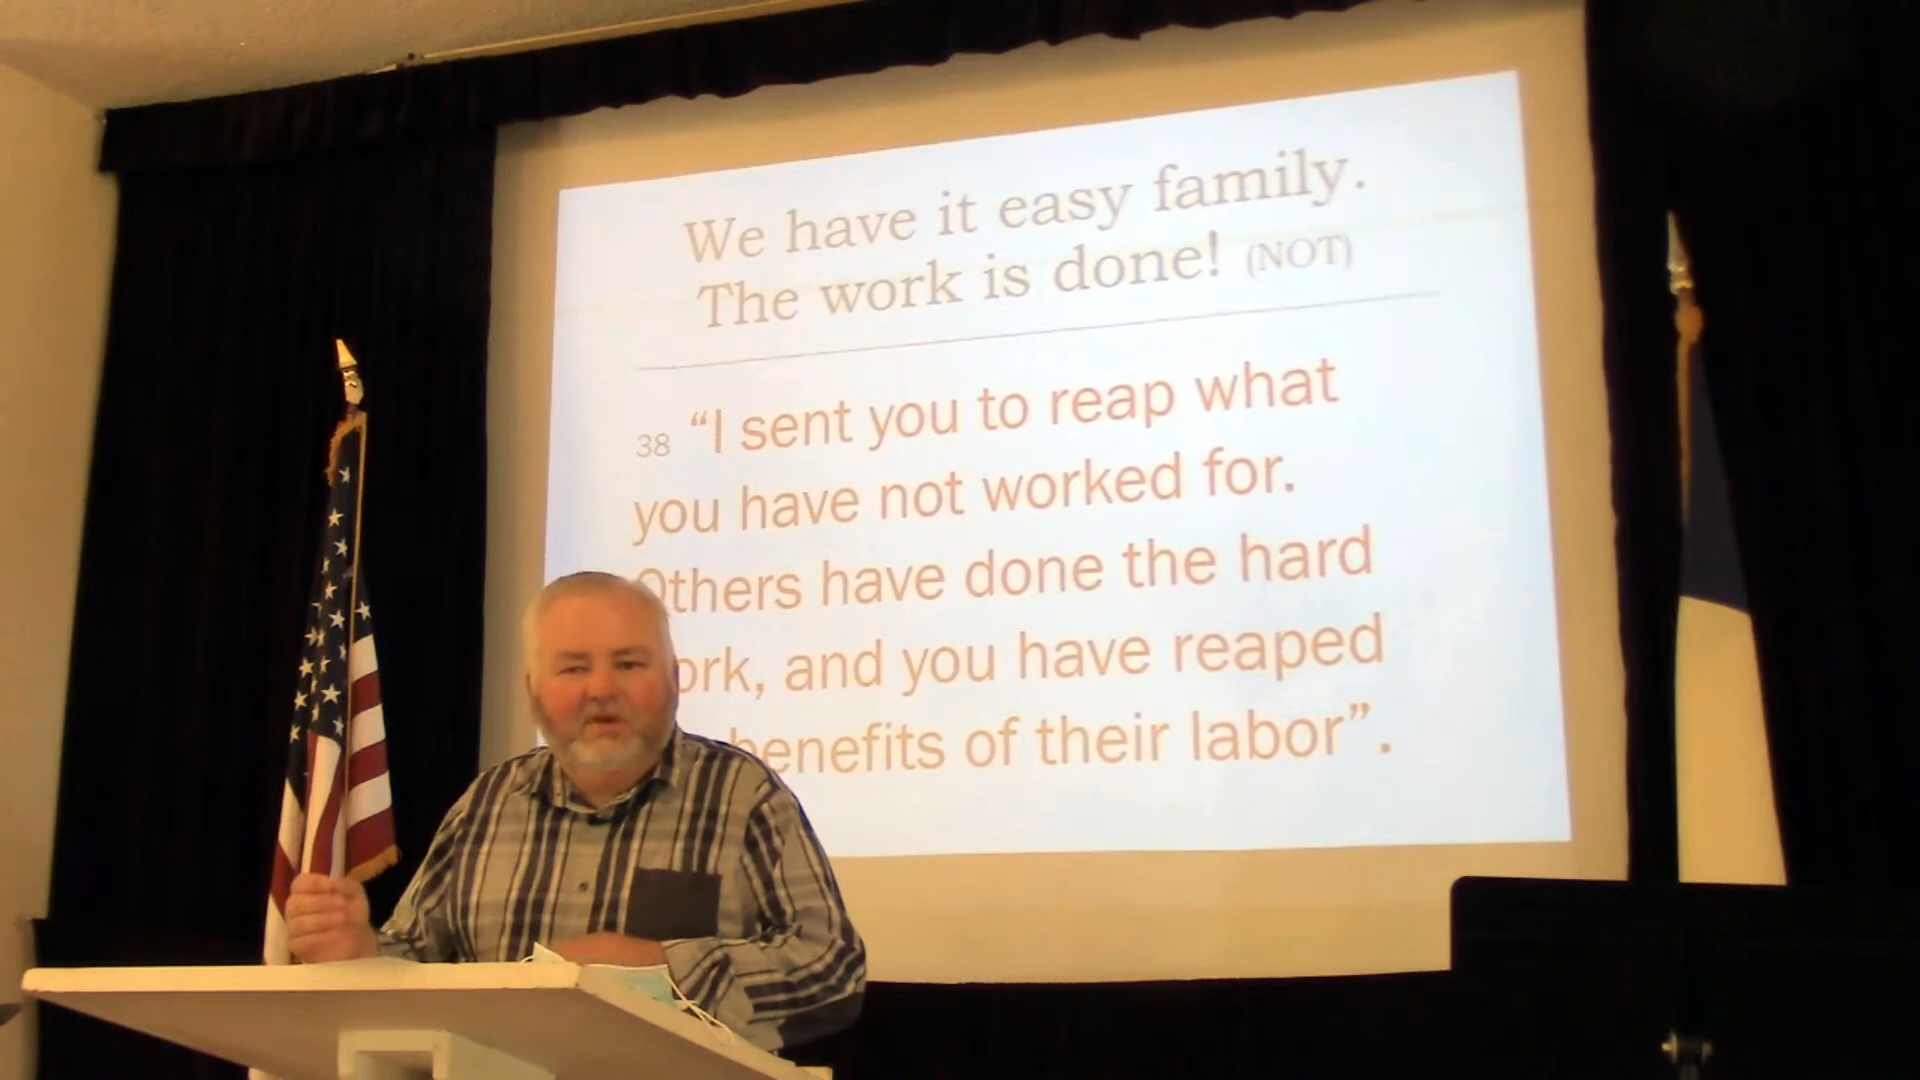 We have it easy family.
The work is done! (NOT)
38 “I sent you to reap what
you have not worked for.
Others have done the hard
ork, and you have reaped
benefits of their labor”.